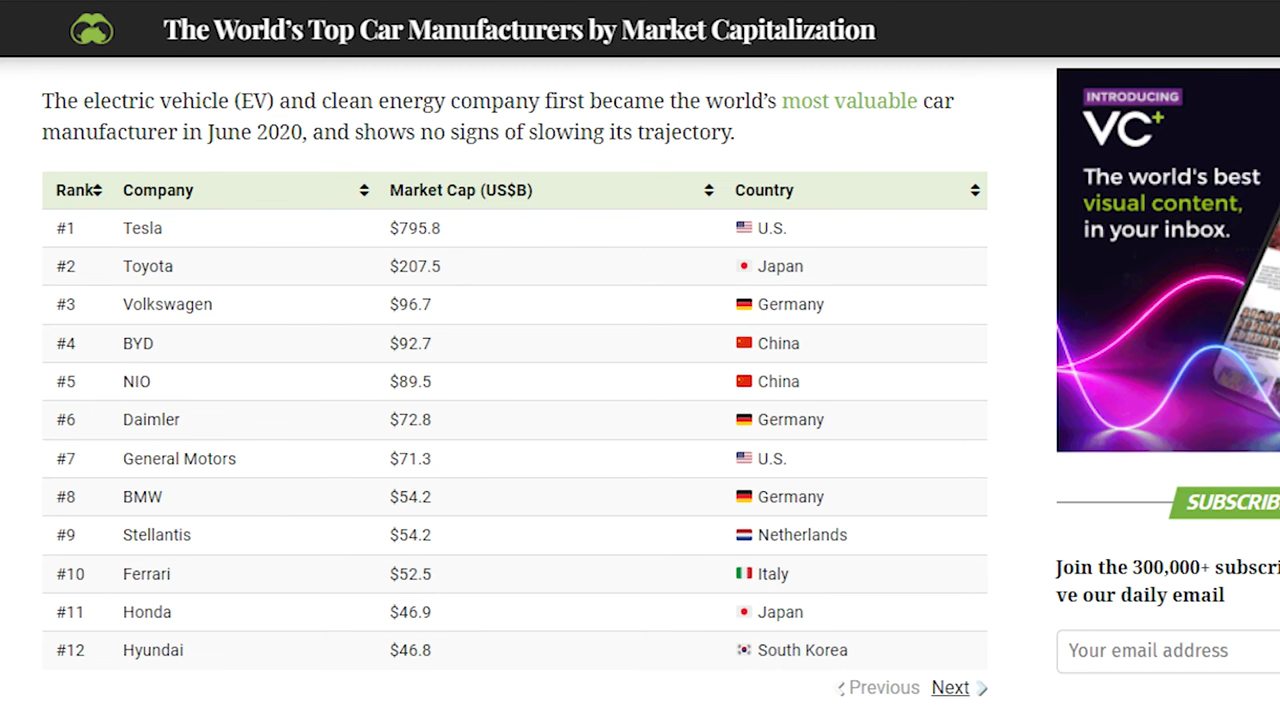 The World's Top Car Manufacturers by Market Capitalization
The electric vehicle (EV) and clean energy company first became the world's most valuable car
manufacturer in June 2020, and shows no signs of slowing its trajectory.
Rank Company Market Cap (US$B) Country
#1 Tesla $795.8 U.S.
#2 Toyota $207.5 Japan
#3 Volkswagen $96.7 Germany
#4 BYD $92.7 China
#5 NIO $89.5 China
#6 Daimler $72.8 Germany
#7 General Motors $71.3 U.S.
#8 BMW $54.2 Germany
#9 Stellantis $54.2 Netherlands
#10 Ferrari $52.5 Italy
#11 Honda $46.9 Japan
#12 Hyundai $46.8 South Korea
Previous Next
INTRODUCING
VC+
The world's best
visual content,
in your inbox.
SUBSCRIB
Join the 300,000+ subscri
ve our daily email
Your email address